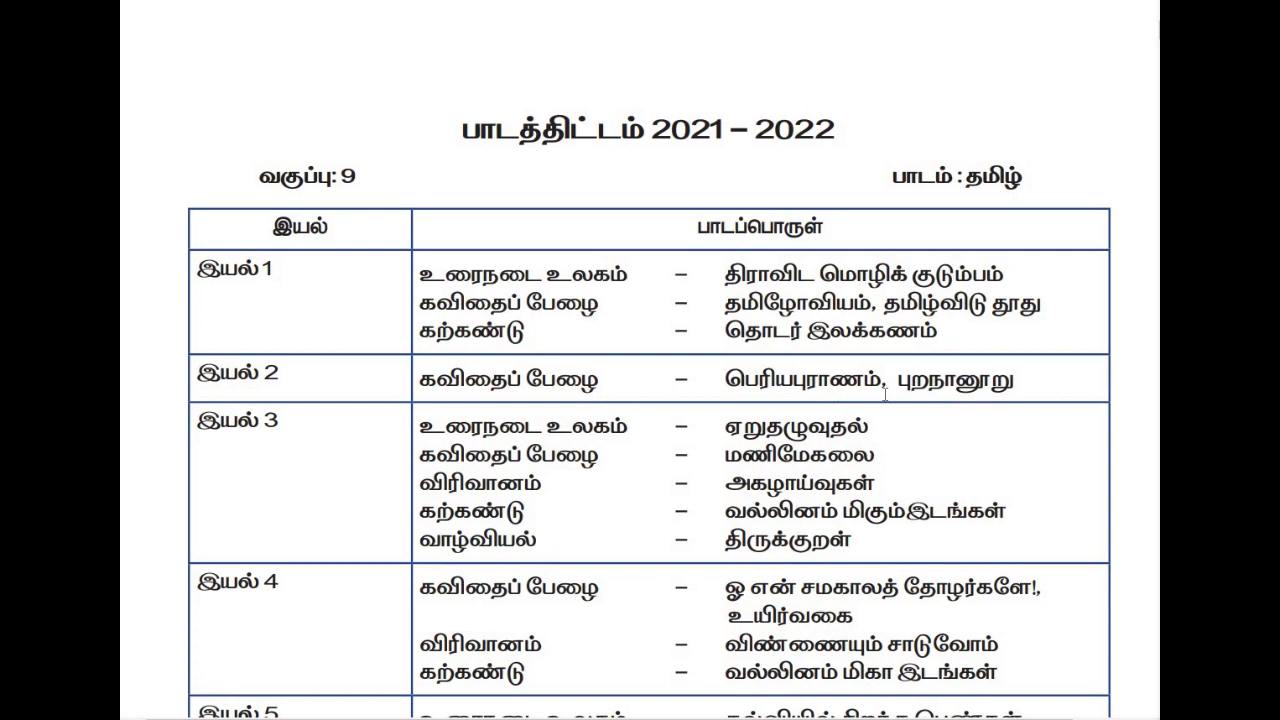 பாடத்திட்டம் 2021 – 2022
வகுப்பு: 9 பாடம் : தமிழ்
இயல் பாடப்பொருள்
இயல் 1 உரைநடை உலகம் – திராவிட மொழிக் குடும்பம்
கவிதைப் பேழை – தமிழோவியம், தமிழ்விடு தூது
கற்கண்டு – தொடர் இலக்கணம்
இயல் 2 கவிதைப் பேழை – பெரியபுராணம், புறநானூறு
இயல் 3 உரைநடை உலகம் – ஏறுதழுவுதல்
கவிதைப் பேழை – மணிமேகலை
விரிவானம் – அகழாய்வுகள்
கற்கண்டு – வல்லினம் மிகும்இடங்கள்
வாழ்வியல் – திருக்குறள்
இயல் 4 கவிதைப் பேழை – ஓ என் சமகாலத் தோழர்களே!,
உயிர்வகை
விரிவானம் – விண்ணையும் சாடுவோம்
கற்கண்டு – வல்லினம் மிகா இடங்கள்
இயல் 5